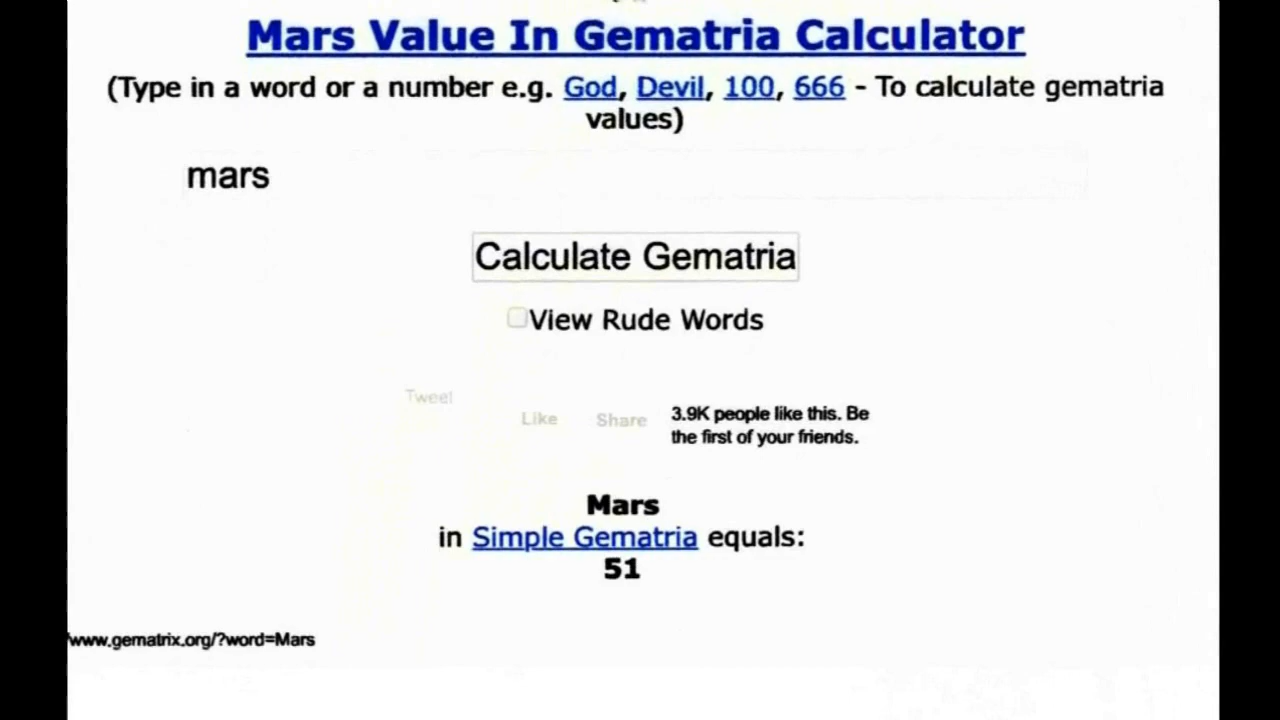 Mars Value In Gematria Calculator
(Type in a word or a number e.g. God, Devil, 100, 666 - To calculate gematria
values)
mars
Calculate Gematria
View Rude Words
Tweet
Like Share 3.9K people like this. Be
the first of your friends.
Mars
in Simple Gematria equals:
51
/www.gematrix.org/?word=Mars